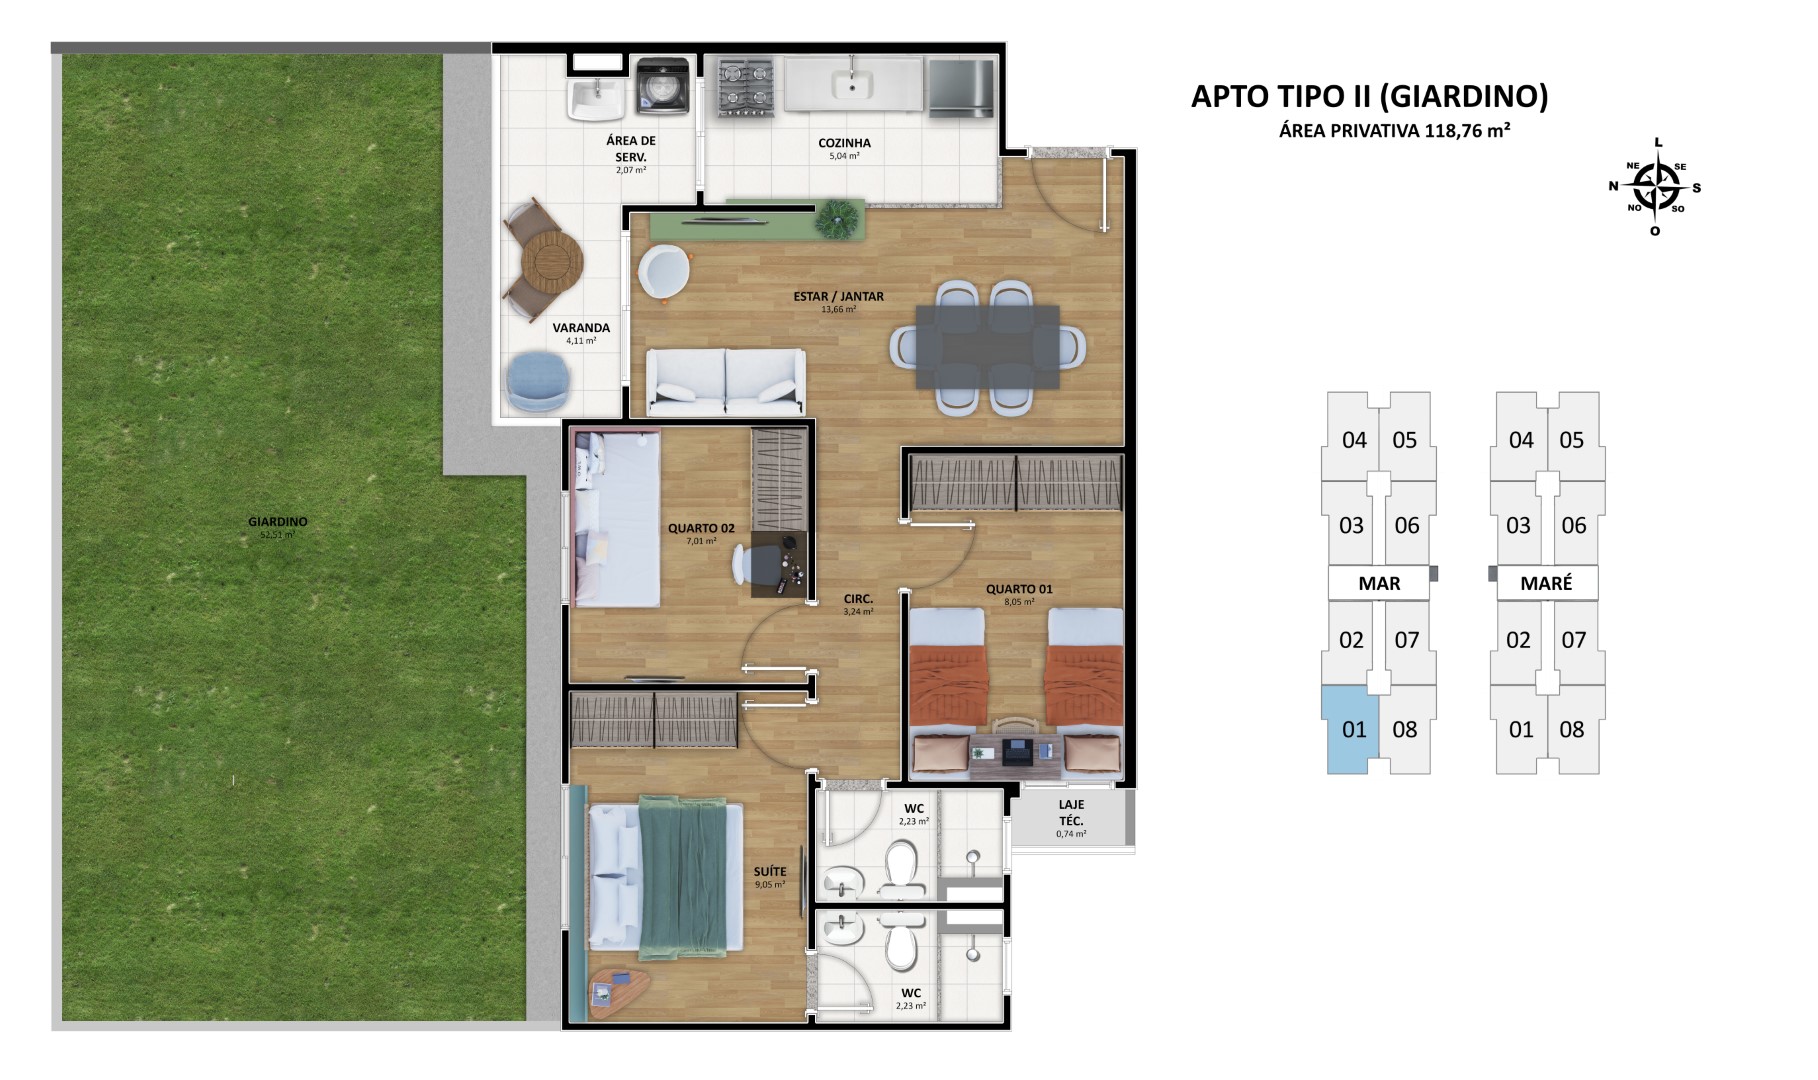 APTO TIPO II (GIARDINO)
ÁREA PRIVATIVA 118,76 m²
L
NE
SE
N
S
NO
SO
O
ÁREA DE
SERV.
2,07 m²
COZINHA
5,04 m²
ESTAR / JANTAR
13,66 m²
VARANDA
4,11 m²
GIARDINO
52,51 m²
QUARTO 02
7,01 m²
CIRC.
3,24 m²
QUARTO 01
8,05 m²
LAJE
TÉC.
0,74 m²
WC
2,23 m²
SUÍTE
9,05 m²
WC
2,23 m²
04
05
03
06
MAR
02
07
01
08
04
05
03
06
MARÉ
02
07
01
08